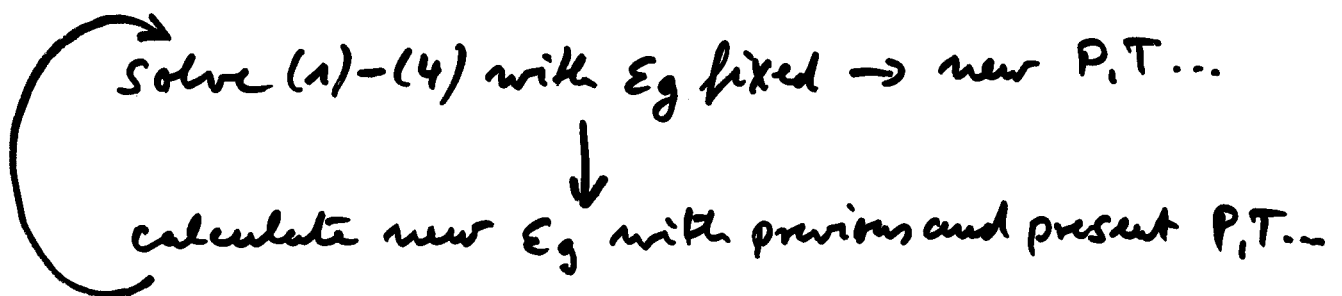 solve (1)-(4) with εg fixed → new P,T...
calculate new εg with previous and present P,T...